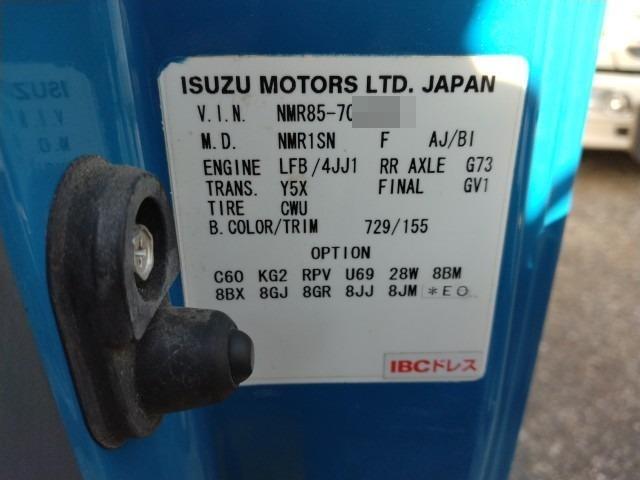 ISUZU MOTORS LTD. JAPAN
V.I.N. NMR85-70
M.D. NMR1SN F AJ/BI
ENGINE LFB/4JJ1 RR AXLE G73
TRANS. Y5X FINAL GV1
TIRE CWU
B.COLOR/TRIM 729/155
OPTION
C60 KG2 RPV U69 28W 8BM
8BX 8GJ 8GR 8JJ 8JM *EO
IBCドレス